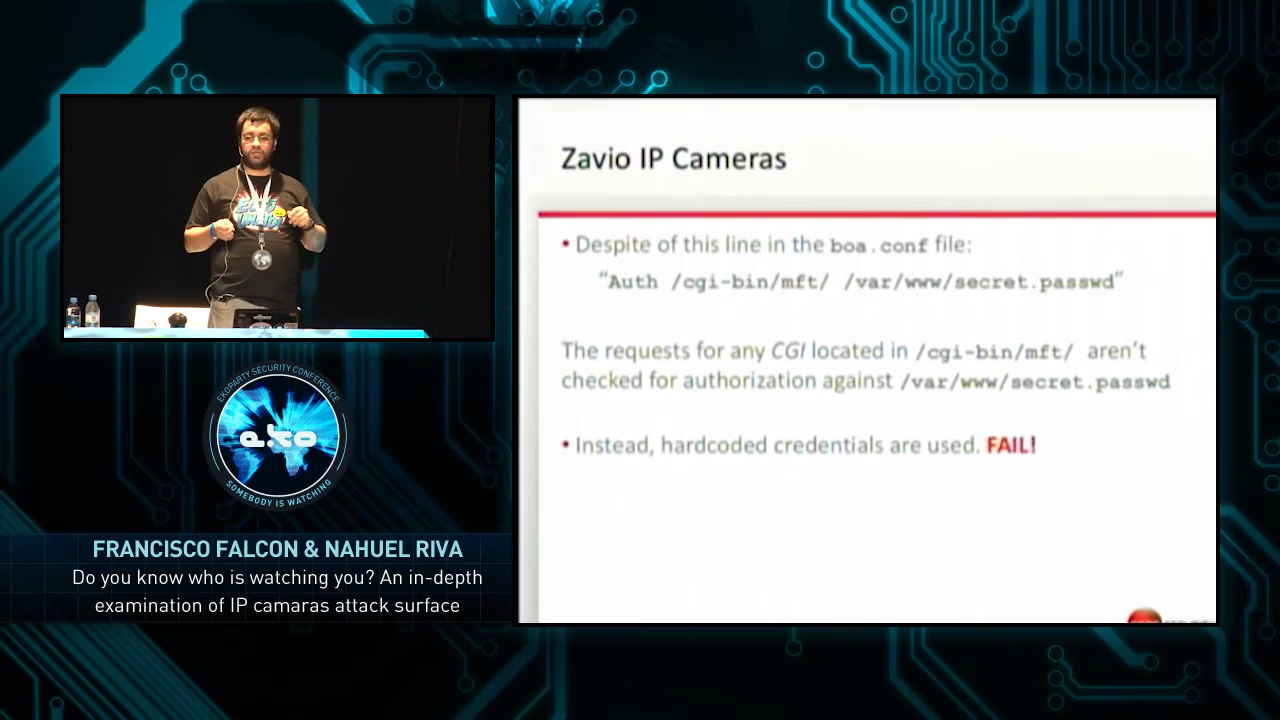 Zavio IP Cameras
• Despite of this line in the boa.conf file:
“Auth /cgi-bin/mft/ /var/www/secret.passwd”
The requests for any CGI located in /cgi-bin/mft/ aren’t
checked for authorization against /var/www/secret.passwd
• Instead, hardcoded credentials are used. FAIL!
EKOPARTY SECURITY CONFERENCE
eko
SOMEBODY IS WATCHING
FRANCISCO FALCON & NAHUEL RIVA
Do you know who is watching you? An in-depth
examination of IP camaras attack surface